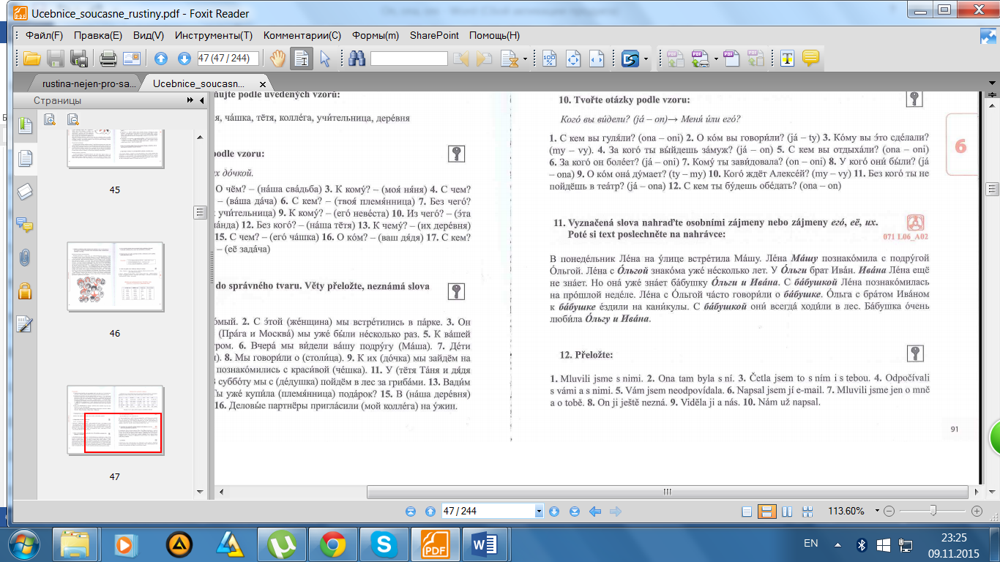 Ucebnice_soucasne_rustiny.pdf - Foxit Reader
Файл(F) Правка(E) Вид(V) Инструменты(T) Комментарии(C) Формы(m) SharePoint Помощь(H)
47 (47 / 244)
rustina-nejen-pro-sa...
Ucebnice_soucasn...
Страницы
45
46
47
ňujte podle uvedených vzorů:
я, ча́шка, тётя, колле́га, учи́тельница, дере́вня
podle vzoru:
до́чкой.
О чём? – (на́ша сва́дьба) 3. К кому́? – (моя́ ня́ня) 4. С чем?
– (ва́ша да́ча) 6. С кем? – (твоя́ племя́нница) 7. Без чего́?
учи́тельница) 9. К кому́? – (его́ неве́ста) 10. Из чего́? – (э́та
12. Без кого́? – (на́ша тётя) 13. К чему́? – (их дере́вня)
15. С чем? – (его́ ча́шка) 16. О ко́м? – (ваш дя́дя) 17. С кем?
– (её зада́ча)
do správného tvaru. Věty přeložte, neznámá slova
о́мый. 2. С э́той (же́нщина) мы встре́тились в па́рке. 3. Он
(Пра́га и Москва́) мы уже́ бы́ли не́сколько раз. 5. К ва́шей
ром. 6. Вчера́ мы ви́дели ва́шу подру́гу (Ма́ша). 7. Де́ти
). 8. Мы говори́ли о (столи́ца). 9. К их (до́чка) мы зайдём на
познако́мились с краси́вой (че́шка). 11. У (тётя Та́ня и дя́дя
суббо́ту мы с (де́душка) пойдём в лес за гриба́ми. 13. Вади́м
ы уже́ купи́ла (племя́нница) пода́рок? 15. В (на́ша дере́вня)
16. Деловы́е партнёры пригласи́ли (мой колле́га) на у́жин.
10. Tvořte otázky podle vzoru:
Кого́ вы ви́дели? (já – on)→ Меня́ и́ли его́?
1. С кем вы гуля́ли? (ona – oni) 2. О ко́м вы говори́ли? (já – ty) 3. Ко́му вы э́то сде́лали?
(my – vy). 4. За кого́ ты вы́йдешь за́муж? (já – on) 5. С кем вы отдыха́ли? (ona – oni)
6. За кого́ он боле́ет? (já – oni) 7. Кому́ ты зави́довала? (on – oni) 8. У кого́ они́ бы́ли? (já
– ona) 9. О ко́м она́ ду́мает? (ty – my) 10. Кого́ ждёт Алексе́й? (my – vy) 11. Без кого́ ты не
пойдёшь в теа́тр? (já – ona) 12. С кем ты бу́дешь обе́дать? (ona – on)
6
11. Vyznačená slova nahraďte osobními zájmeny nebo zájmeny его́, её, их.
Poté si text poslechněte na nahrávce:
071 L06_A02
В понеде́льник Ле́на на у́лице встре́тила Ма́шу. Ле́на Ма́шу познако́мила с подру́гой
О́льгой. Ле́на с О́льгой знако́ма уже́ не́сколько лет. У О́льги брат Ива́н. Ива́на Ле́на ещё
не зна́ет. Но она́ уже́ зна́ет ба́бушку О́льги и Ива́на. С ба́бушкой Ле́на познако́милась
на про́шлой неде́ле. Ле́на с О́льгой ча́сто говори́ли о ба́бушке. О́льга с бра́том Ива́ном
к ба́бушке е́здили на кани́кулы. С ба́бушкой они́ всегда́ ходи́ли в лес. Ба́бушка о́чень
люби́ла О́льгу и Ива́на.
12. Přeložte:
1. Mluvili jsme s nimi. 2. Ona tam byla s ní. 3. Četla jsem to s ním i s tebou. 4. Odpočívali
s vámi a s nimi. 5. Vám jsem neodpovídala. 6. Napsal jsem jí e-mail. 7. Mluvili jsme jen o mně
a o tobě. 8. On ji ještě nezná. 9. Viděla ji a nás. 10. Nám už napsal.
91
47 / 244
113.60%
EN
23:25
09.11.2015